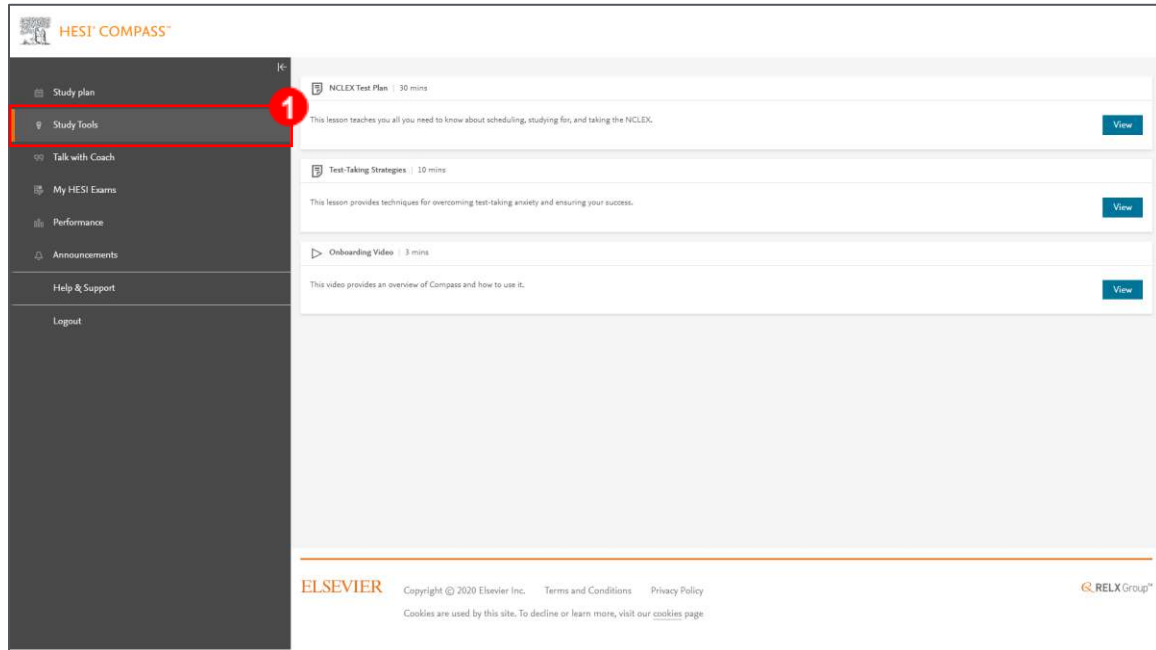 HESI® COMPASS™
Study plan
1
Study Tools
Talk with Coach
My HESI Exams
Performance
Announcements
Help & Support
Logout
NCLEX Test Plan | 30 mins
This lesson teaches you all you need to know about scheduling, studying for, and taking the NCLEX.
View
Test-Taking Strategies | 10 mins
This lesson provides techniques for overcoming test-taking anxiety and ensuring your success.
View
Onboarding Video | 3 mins
This video provides an overview of Compass and how to use it.
View
ELSEVIER
Copyright © 2020 Elsevier Inc. Terms and Conditions Privacy Policy
Cookies are used by this site. To decline or learn more, visit our cookies page
RELX Group™